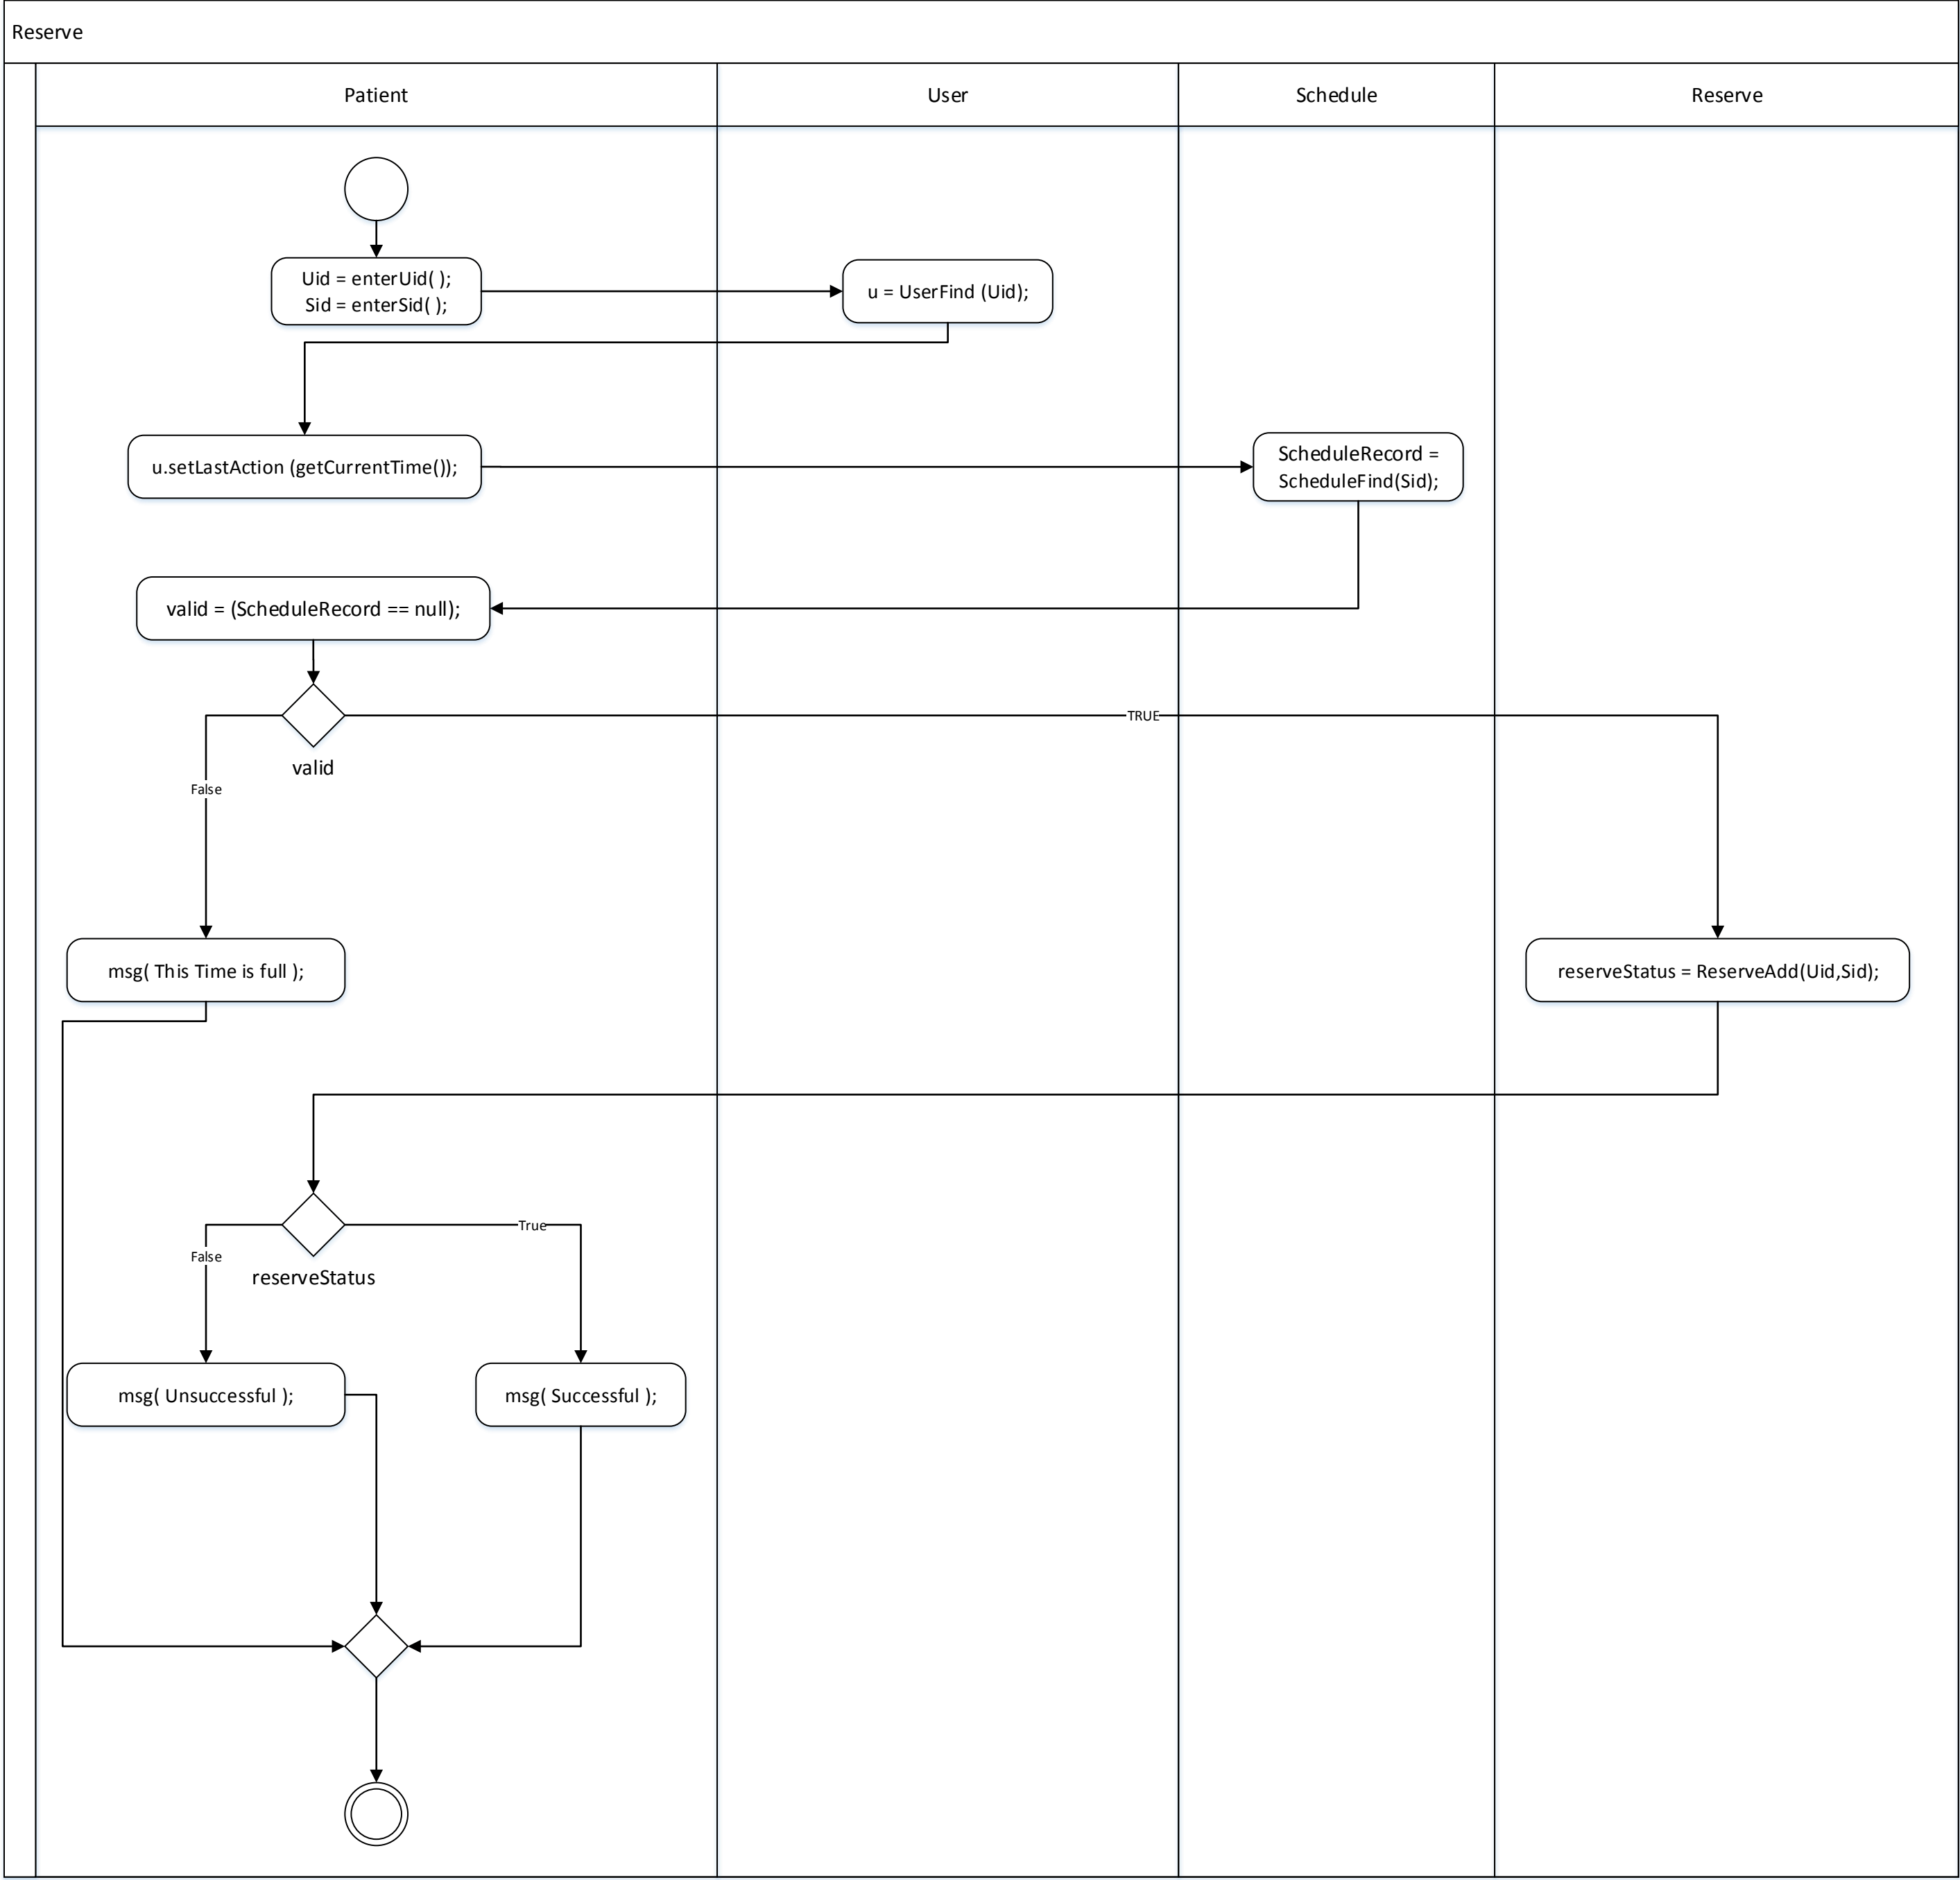 Reserve
Patient
User
Schedule
Reserve
Uid = enterUid( );
Sid = enterSid( );
u = UserFind (Uid);
u.setLastAction (getCurrentTime());
ScheduleRecord =
ScheduleFind(Sid);
valid = (ScheduleRecord == null);
TRUE
valid
False
msg( This Time is full );
reserveStatus = ReserveAdd(Uid,Sid);
True
False
reserveStatus
msg( Unsuccessful );
msg( Successful );